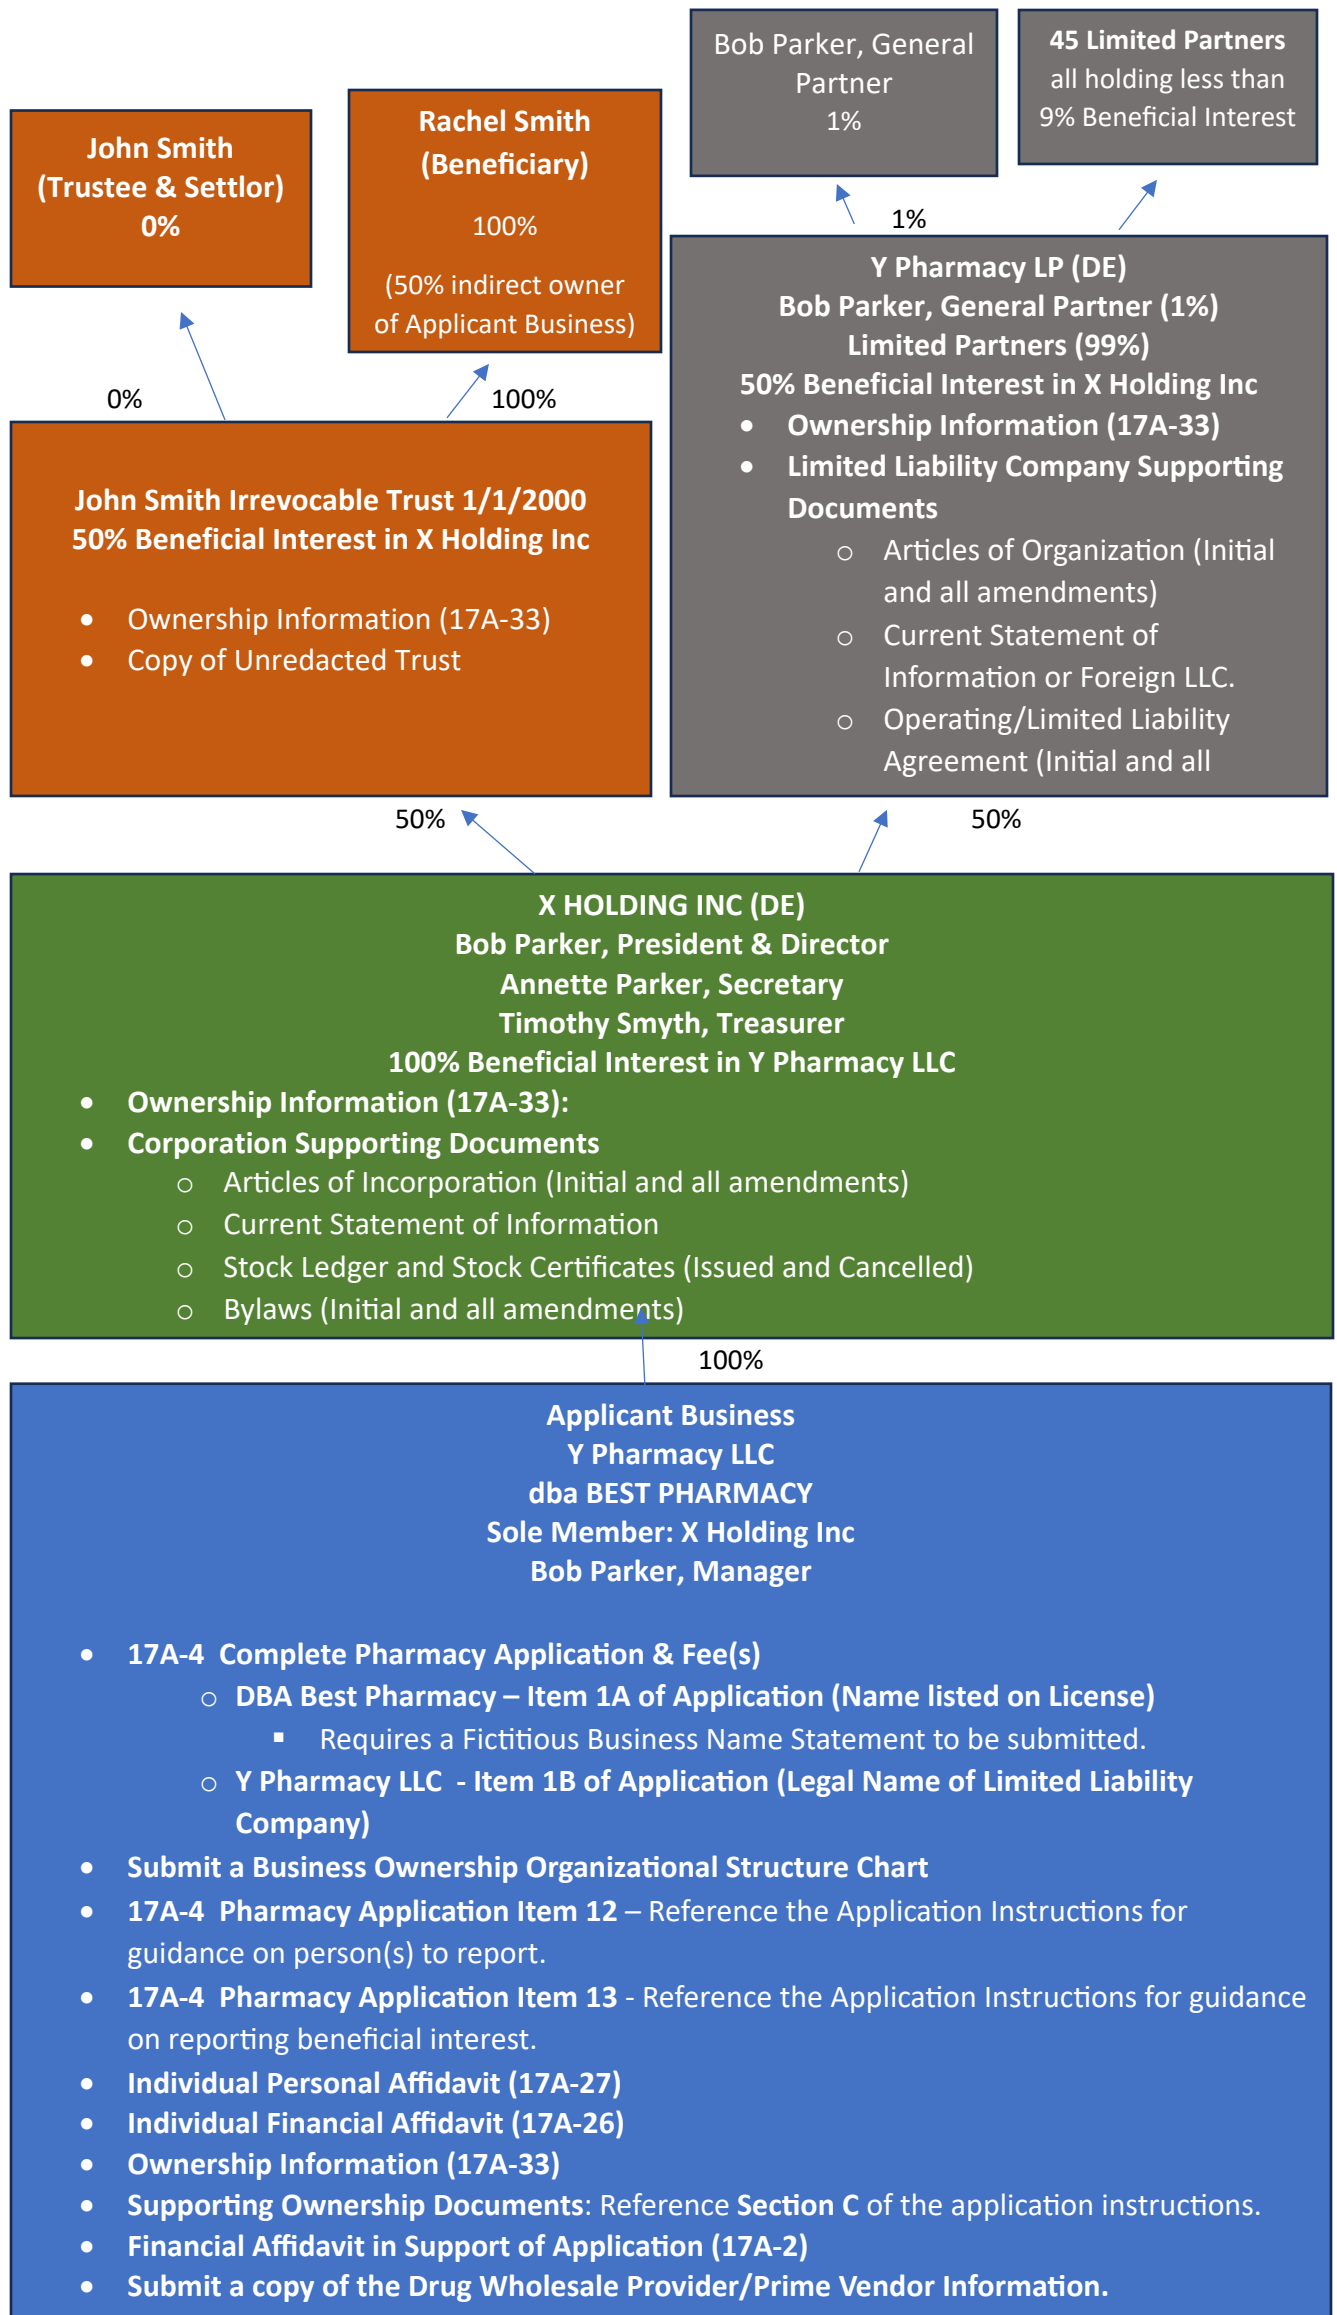 Bob Parker, General
Partner
1%
45 Limited Partners
all holding less than
9% Beneficial Interest
John Smith
(Trustee & Settlor)
0%
Rachel Smith
(Beneficiary)
100%
(50% indirect owner
of Applicant Business)
1%
0%
100%
Y Pharmacy LP (DE)
Bob Parker, General Partner (1%)
Limited Partners (99%)
50% Beneficial Interest in X Holding Inc
• Ownership Information (17A-33)
• Limited Liability Company Supporting
Documents
○ Articles of Organization (Initial
and all amendments)
○ Current Statement of
Information or Foreign LLC.
○ Operating/Limited Liability
Agreement (Initial and all
John Smith Irrevocable Trust 1/1/2000
50% Beneficial Interest in X Holding Inc
• Ownership Information (17A-33)
• Copy of Unredacted Trust
50%
50%
X HOLDING INC (DE)
Bob Parker, President & Director
Annette Parker, Secretary
Timothy Smyth, Treasurer
100% Beneficial Interest in Y Pharmacy LLC
• Ownership Information (17A-33):
• Corporation Supporting Documents
○ Articles of Incorporation (Initial and all amendments)
○ Current Statement of Information
○ Stock Ledger and Stock Certificates (Issued and Cancelled)
○ Bylaws (Initial and all amendments)
100%
Applicant Business
Y Pharmacy LLC
dba BEST PHARMACY
Sole Member: X Holding Inc
Bob Parker, Manager
• 17A-4 Complete Pharmacy Application & Fee(s)
○ DBA Best Pharmacy – Item 1A of Application (Name listed on License)
▪ Requires a Fictitious Business Name Statement to be submitted.
○ Y Pharmacy LLC - Item 1B of Application (Legal Name of Limited Liability
Company)
• Submit a Business Ownership Organizational Structure Chart
• 17A-4 Pharmacy Application Item 12 – Reference the Application Instructions for
guidance on person(s) to report.
• 17A-4 Pharmacy Application Item 13 - Reference the Application Instructions for guidance
on reporting beneficial interest.
• Individual Personal Affidavit (17A-27)
• Individual Financial Affidavit (17A-26)
• Ownership Information (17A-33)
• Supporting Ownership Documents: Reference Section C of the application instructions.
• Financial Affidavit in Support of Application (17A-2)
• Submit a copy of the Drug Wholesale Provider/Prime Vendor Information.